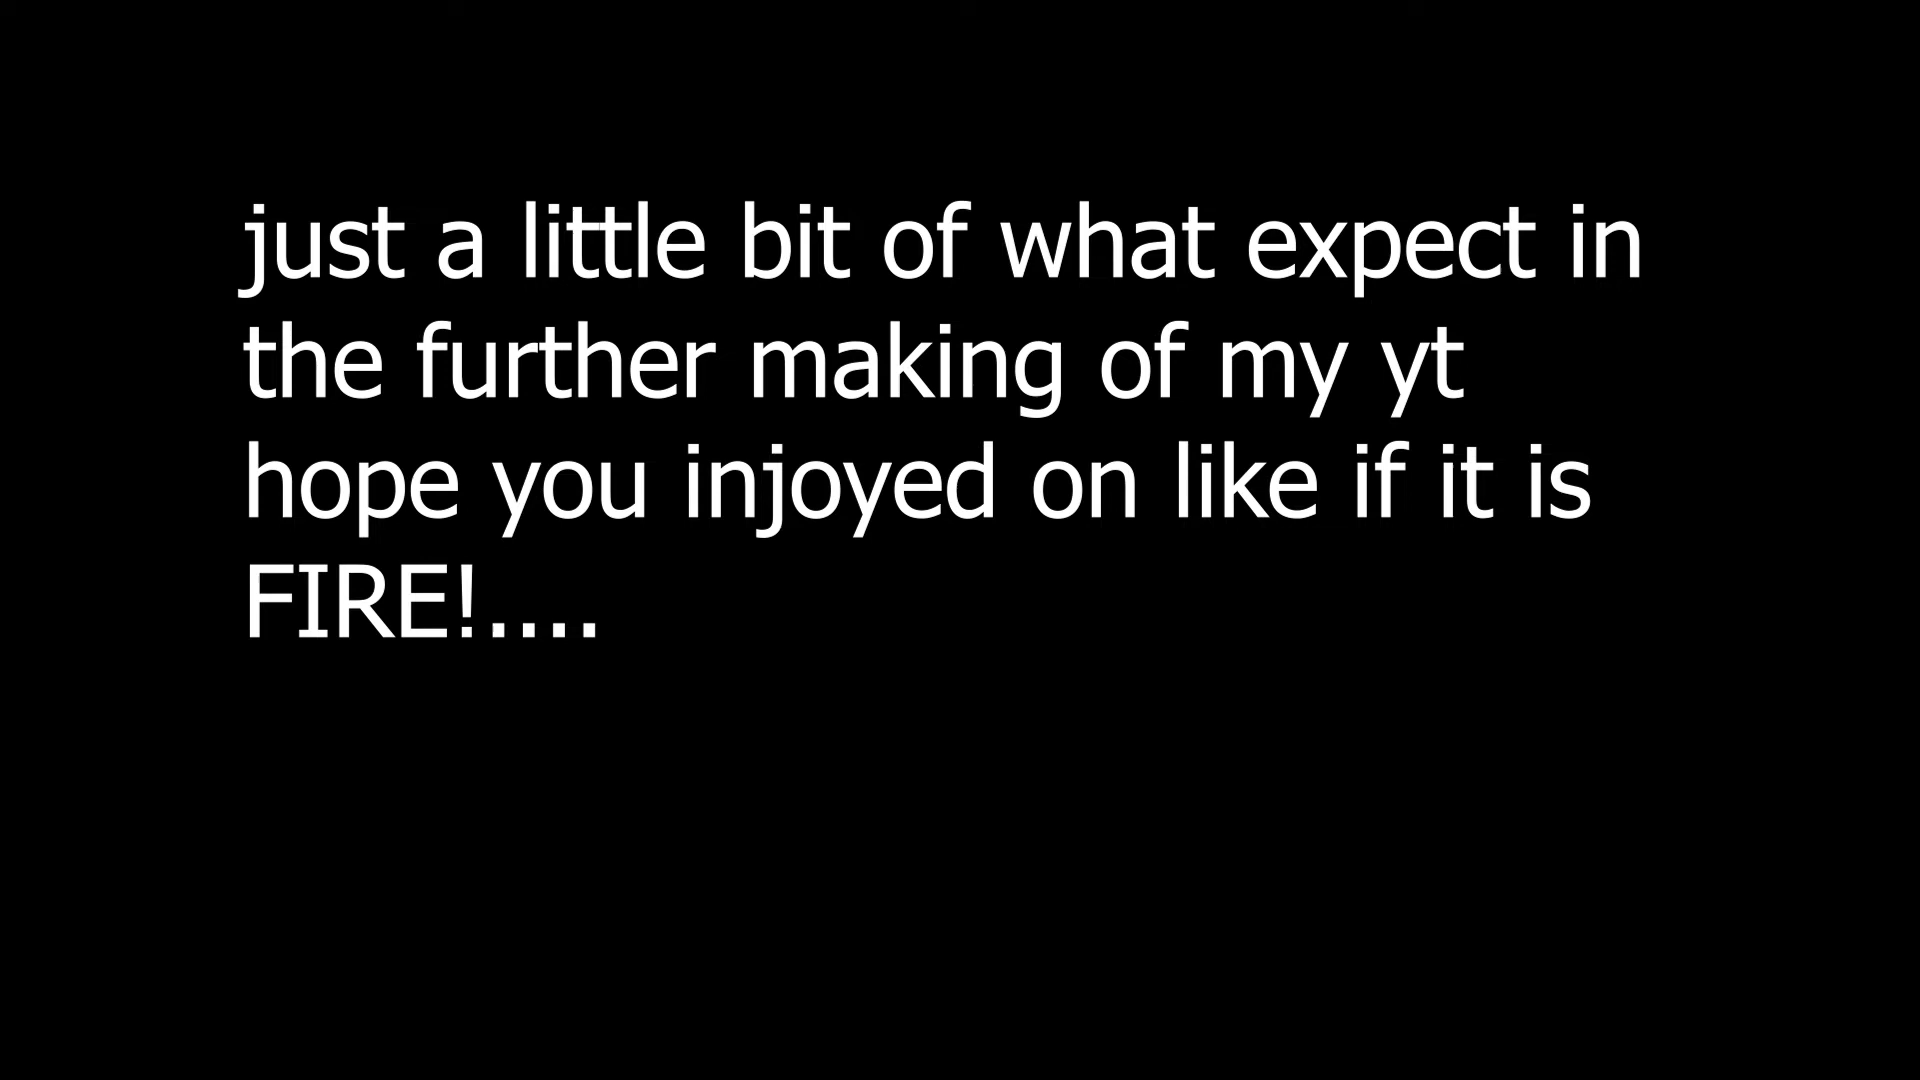 just a little bit of what expect in
the further making of my yt
hope you injoyed on like if it is
FIRE!....